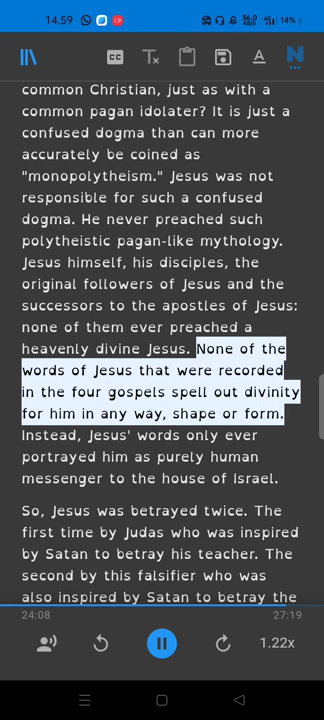 14.59 56.0 KB/S 14%
CC T× A N
common Christian, just as with a
common pagan idolater? It is just a
confused dogma than can more
accurately be coined as
"monopolytheism." Jesus was not
responsible for such a confused
dogma. He never preached such
polytheistic pagan-like mythology.
Jesus himself, his disciples, the
original followers of Jesus and the
successors to the apostles of Jesus:
none of them ever preached a
heavenly divine Jesus. None of the
words of Jesus that were recorded
in the four gospels spell out divinity
for him in any way, shape or form.
Instead, Jesus' words only ever
portrayed him as purely human
messenger to the house of Israel.
So, Jesus was betrayed twice. The
first time by Judas who was inspired
by Satan to betray his teacher. The
second by this falsifier who was
also inspired by Satan to betray the
24:08 27:19
1.22x